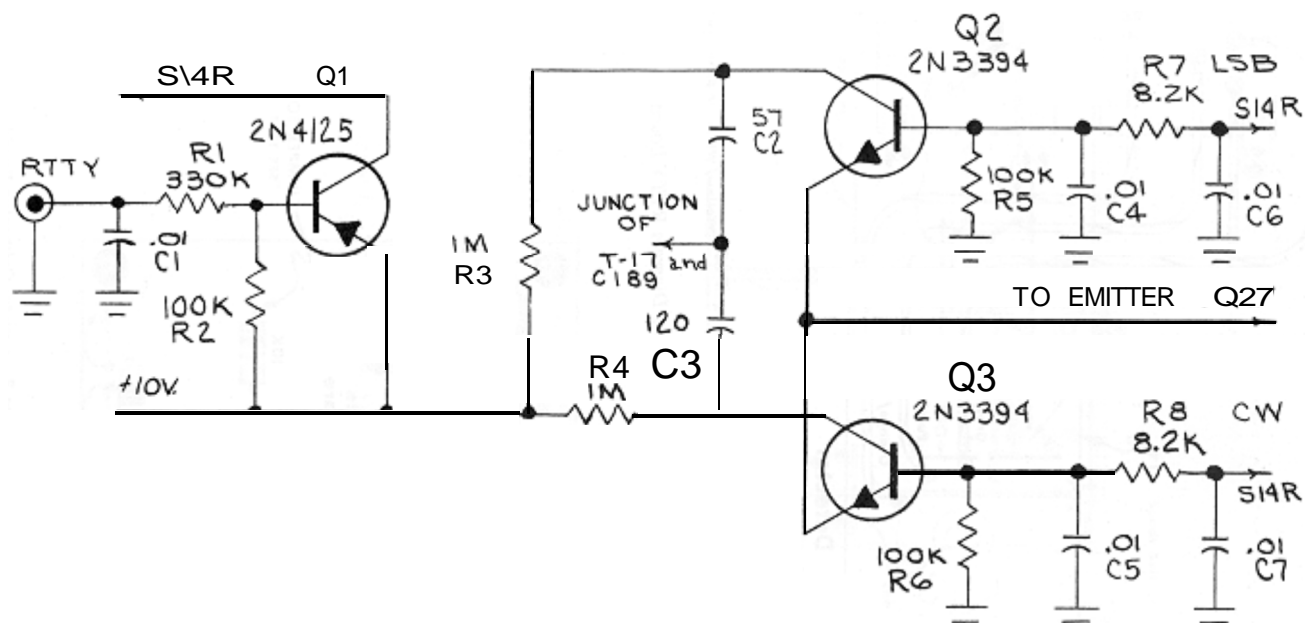 S\4R
Q1
2N4125
RTTY
R1
330K
.01
C1
100K
R2
+10V.
1M
R3
57
C2
JUNCTION
OF
T-17 and
C189
120
C3
R4
1M
Q2
2N3394
R7
8.2K
LSB
S14R
100K
R5
.01
C4
.01
C6
TO EMITTER Q27
Q3
2N3394
R8
8.2K
CW
S14R
100K
R6
.01
C5
.01
C7